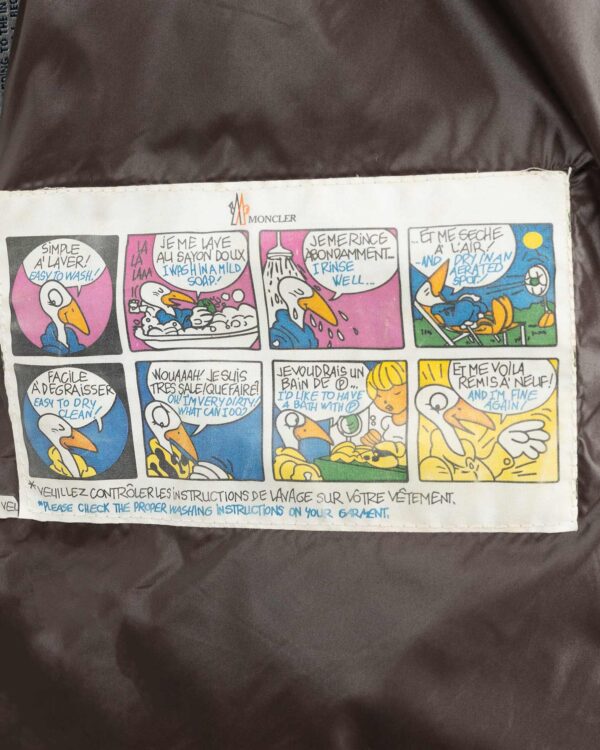 MONCLER
SIMPLE
A' LAVER!
EASY TO WASH!
LA
LA
LAAA
JE ME LAVE
AU SAVON DOUX
I WASH IN A MILD
SOAP!
JE ME RINCE
ABONDAMMENT...
I RINSE
WELL...
...ET ME SECHE
A' L'AIR!
...AND DRY IN AN
AERATED
SPOT.
FACILE
A' DEGRAISSER
EASY TO DRY
CLEAN!
NOUAAAH! JE SUIS
TRES SALE! QUE FAIRE!
OH! I'M VERY DIRTY!
WHAT CAN I DO?
JE VOUDRAIS UN
BAIN DE Ⓟ...
I'D LIKE TO HAVE
A BATH WITH Ⓟ
ET ME VOILA
REMIS A' NEUF!
AND I'M FINE
AGAIN!
*VEUILLEZ CONTRÔLER LES INSTRUCTIONS DE LAVAGE SUR VÔTRE VÊTEMENT.
*PLEASE CHECK THE PROPER WASHING INSTRUCTIONS ON YOUR GARMENT.
VEU